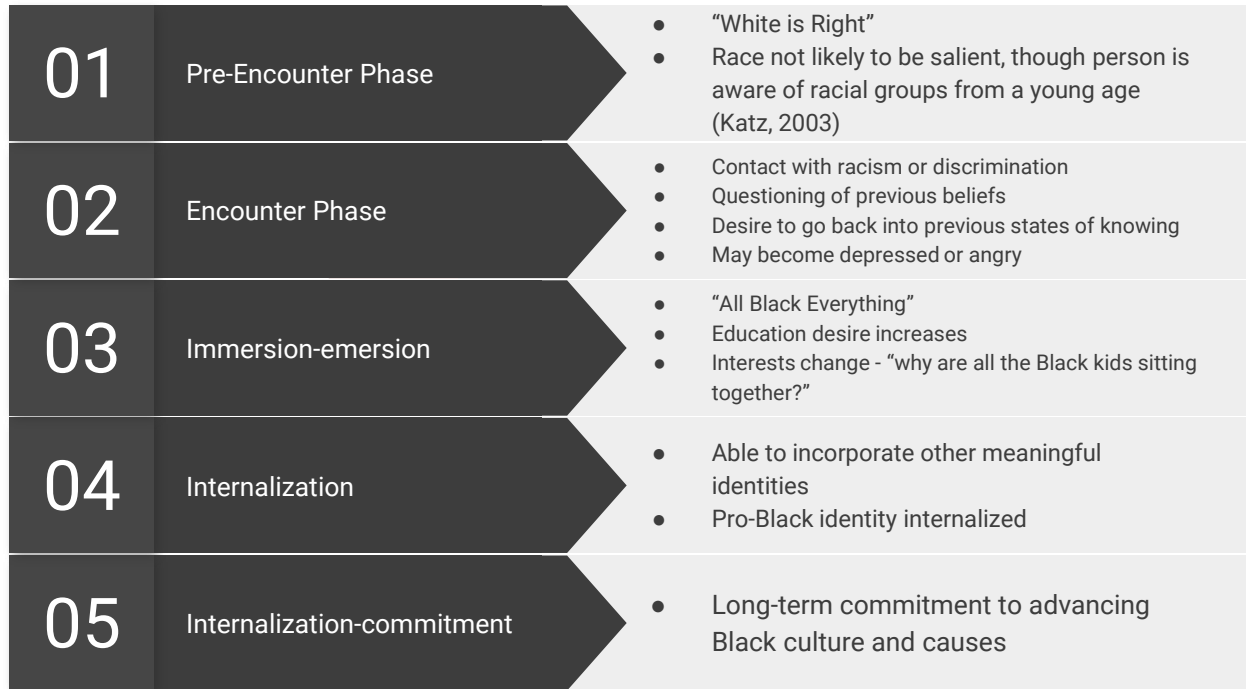 01
Pre-Encounter Phase
● “White is Right”
● Race not likely to be salient, though person is
aware of racial groups from a young age
(Katz, 2003)
02
Encounter Phase
● Contact with racism or discrimination
● Questioning of previous beliefs
● Desire to go back into previous states of knowing
● May become depressed or angry
03
Immersion-emersion
● “All Black Everything”
● Education desire increases
● Interests change - “why are all the Black kids sitting
together?”
04
Internalization
● Able to incorporate other meaningful
identities
● Pro-Black identity internalized
05
Internalization-commitment
● Long-term commitment to advancing
Black culture and causes